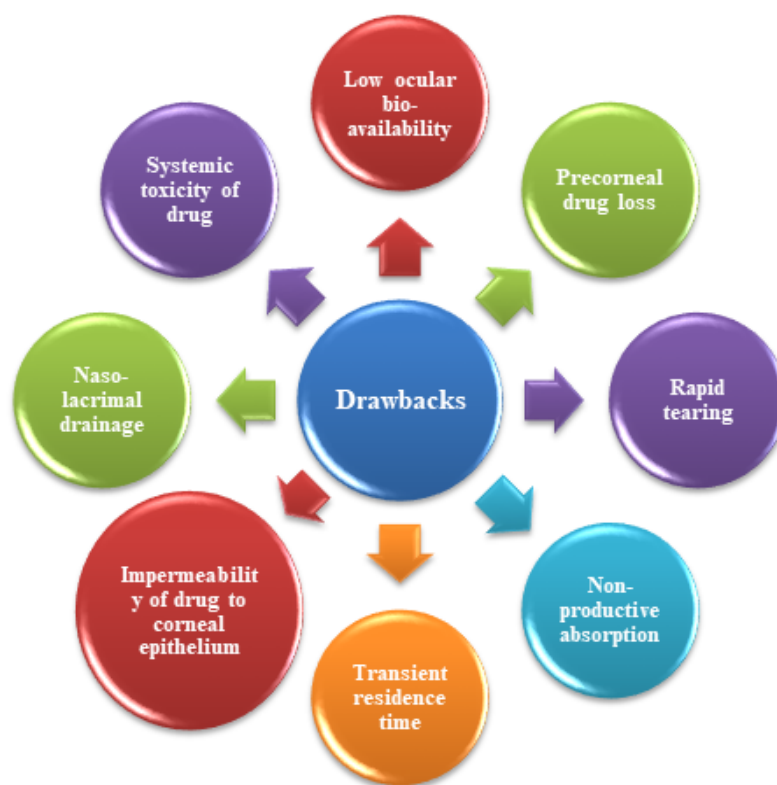 Low ocular
bio-
availability
Precorneal
drug loss
Rapid
tearing
Non-
productive
absorption
Transient
residence
time
Impermeabilit
y of drug to
corneal
epithelium
Naso-
lacrimal
drainage
Systemic
toxicity of
drug
Drawbacks